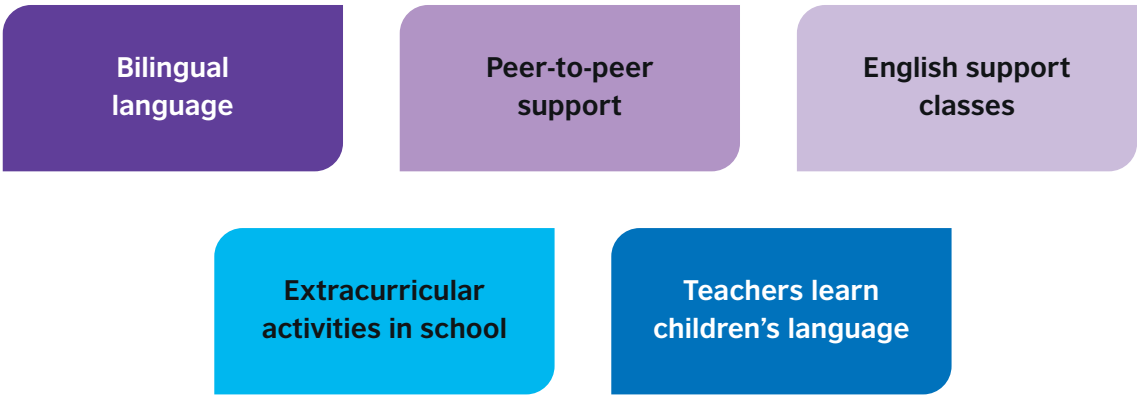 Bilingual
language
Peer-to-peer
support
English support
classes
Extracurricular
activities in school
Teachers learn
children’s language